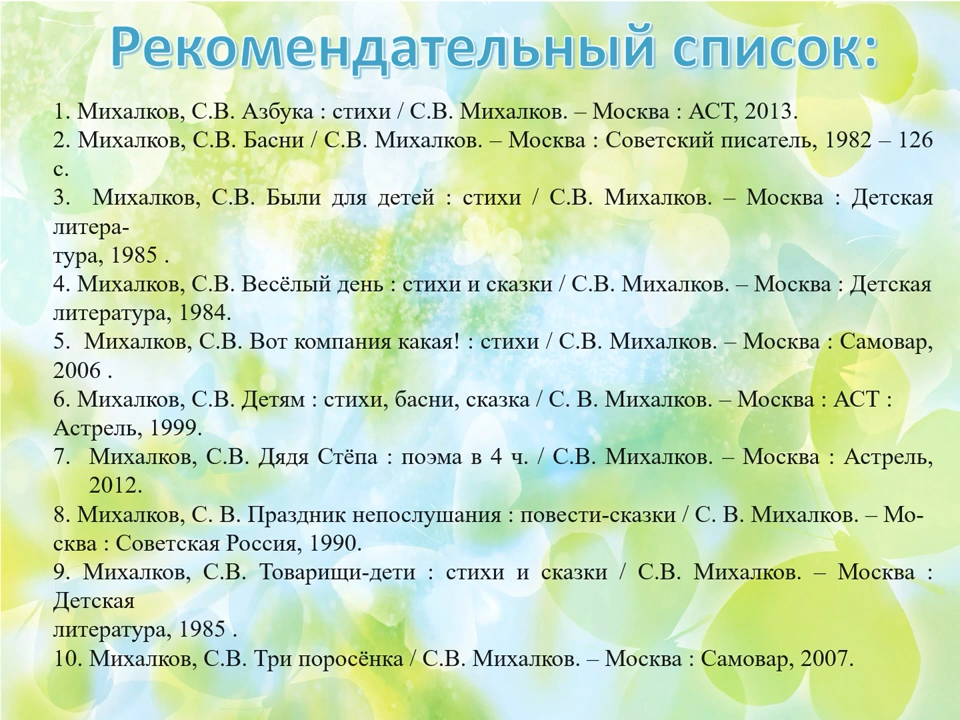 Рекомендательный список:
1. Михалков, С.В. Азбука : стихи / С.В. Михалков. – Москва : АСТ, 2013.
2. Михалков, С.В. Басни / С.В. Михалков. – Москва : Советский писатель, 1982 – 126
с.
3. Михалков, С.В. Были для детей : стихи / С.В. Михалков. – Москва : Детская
литера-
тура, 1985 .
4. Михалков, С.В. Весёлый день : стихи и сказки / С.В. Михалков. – Москва : Детская
литература, 1984.
5. Михалков, С.В. Вот компания какая! : стихи / С.В. Михалков. – Москва : Самовар,
2006 .
6. Михалков, С.В. Детям : стихи, басни, сказка / С. В. Михалков. – Москва : АСТ :
Астрель, 1999.
7. Михалков, С.В. Дядя Стёпа : поэма в 4 ч. / С.В. Михалков. – Москва : Астрель,
2012.
8. Михалков, С. В. Праздник непослушания : повести-сказки / С. В. Михалков. – Мо-
сква : Советская Россия, 1990.
9. Михалков, С.В. Товарищи-дети : стихи и сказки / С.В. Михалков. – Москва :
Детская
литература, 1985 .
10. Михалков, С.В. Три поросёнка / С.В. Михалков. – Москва : Самовар, 2007.